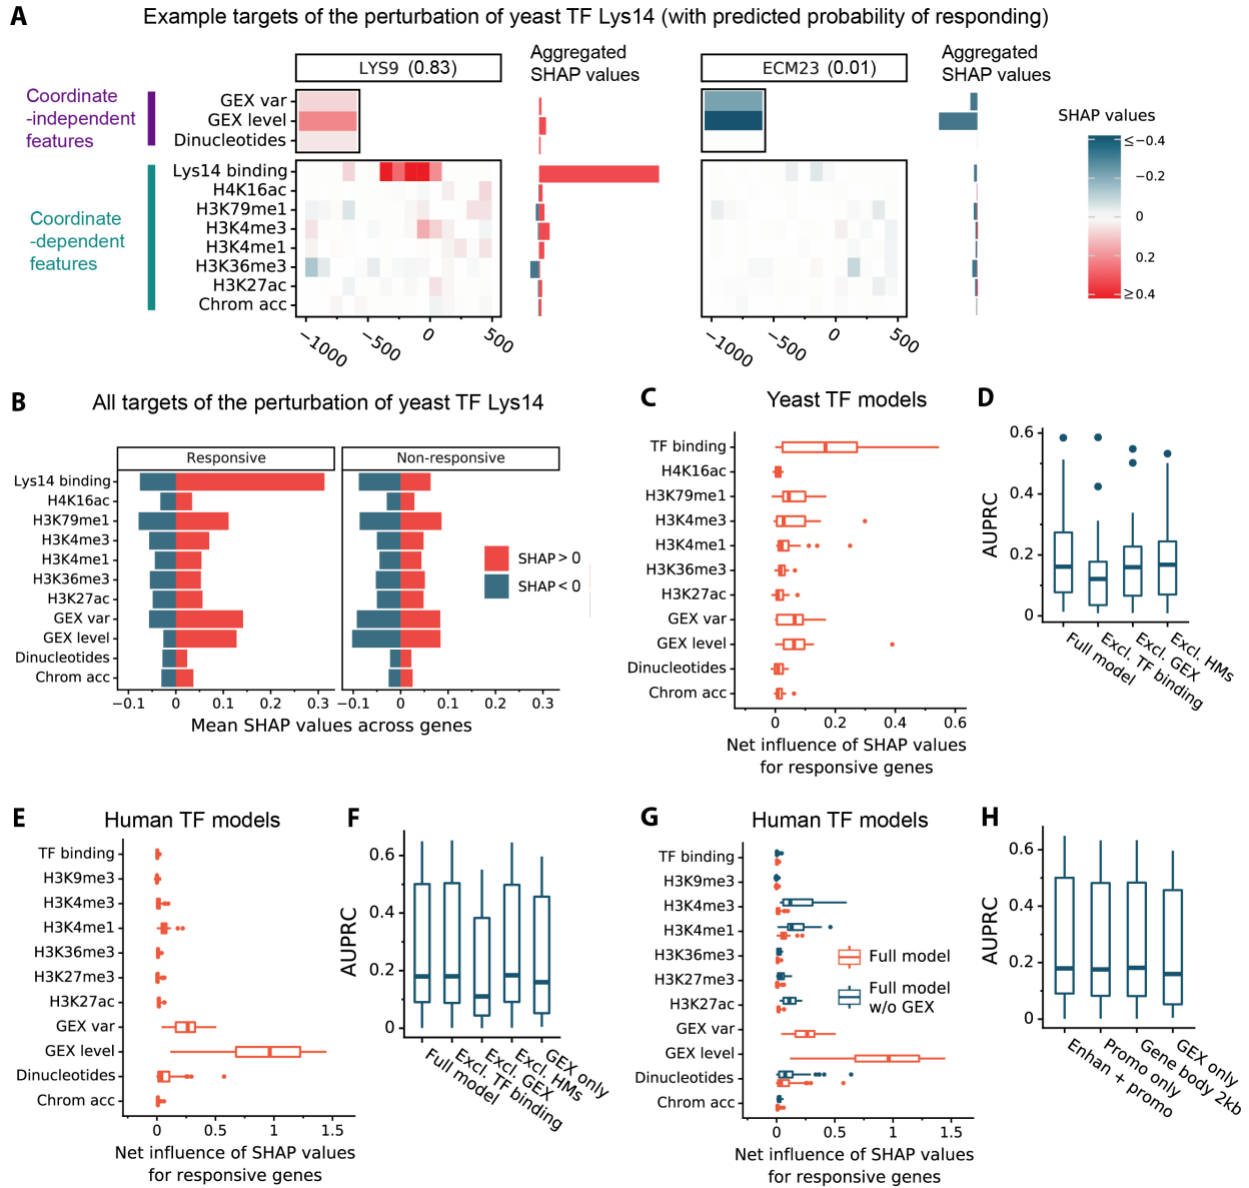 A
Example targets of the perturbation of yeast TF Lys14 (with predicted probability of responding)
Coordinate
-independent
features
Coordinate
-dependent
features
LYS9 (0.83)
Aggregated
SHAP values
ECM23 (0.01)
Aggregated
SHAP values
GEX var
GEX level
Dinucleotides
Lys14 binding
H4K16ac
H3K79me1
H3K4me3
H3K4me1
H3K36me3
H3K27ac
Chrom acc
−1000
−500
0
500
−1000
−500
0
500
SHAP values
≤−0.4
−0.2
0
0.2
≥0.4
B
All targets of the perturbation of yeast TF Lys14
Responsive
Non-responsive
Lys14 binding
H4K16ac
H3K79me1
H3K4me3
H3K4me1
H3K36me3
H3K27ac
GEX var
GEX level
Dinucleotides
Chrom acc
SHAP > 0
SHAP < 0
−0.1 0 0.1 0.2 0.3
−0.1 0 0.1 0.2 0.3
Mean SHAP values across genes
C
Yeast TF models
TF binding
H4K16ac
H3K79me1
H3K4me3
H3K4me1
H3K36me3
H3K27ac
GEX var
GEX level
Dinucleotides
Chrom acc
0 0.2 0.4 0.6
Net influence of SHAP values
for responsive genes
D
AUPRC
0.6
0.4
0.2
0
Full model
Excl. TF binding
Excl. GEX
Excl. HMs
E
Human TF models
TF binding
H3K9me3
H3K4me3
H3K4me1
H3K36me3
H3K27me3
H3K27ac
GEX var
GEX level
Dinucleotides
Chrom acc
0 0.5 1 1.5
Net influence of SHAP values
for responsive genes
F
AUPRC
0.6
0.4
0.2
0
Full model
Excl. TF binding
Excl. GEX
Excl. HMs
GEX only
G
Human TF models
TF binding
H3K9me3
H3K4me3
H3K4me1
H3K36me3
H3K27me3
H3K27ac
GEX var
GEX level
Dinucleotides
Chrom acc
Full model
Full model
w/o GEX
0 0.5 1 1.5
Net influence of SHAP values
for responsive genes
H
AUPRC
0.6
0.4
0.2
0
Enhan + promo
Promo only
Gene body 2kb
GEX only